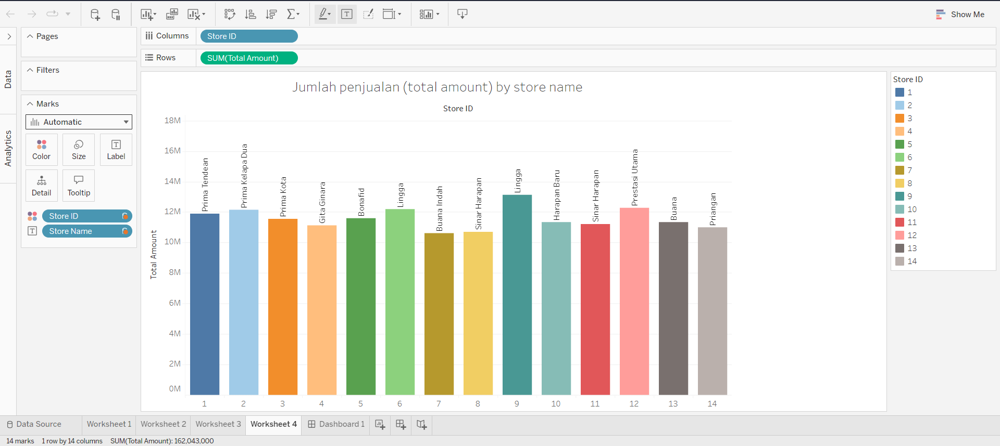 Show Me
Pages
Columns
Store ID
Rows
SUM(Total Amount)
Filters
Data
Analytics
Marks
Automatic
Color
Size
Label
Detail
Tooltip
Store ID
Store Name
Jumlah penjualan (total amount) by store name
Store ID
Total Amount
18M
16M
14M
12M
10M
8M
6M
4M
2M
0M
Prima Tendean
Prima Kelapa Dua
Prima Kota
Gita Ginara
Bonafid
Lingga
Buana Indah
Sinar Harapan
Lingga
Harapan Baru
Sinar Harapan
Prestasi Utama
Buana
Priangan
1 2 3 4 5 6 7 8 9 10 11 12 13 14
Store ID
1
2
3
4
5
6
7
8
9
10
11
12
13
14
Data Source Worksheet 1 Worksheet 2 Worksheet 3 Worksheet 4 Dashboard 1
14 marks 1 row by 14 columns SUM(Total Amount): 162,043,000